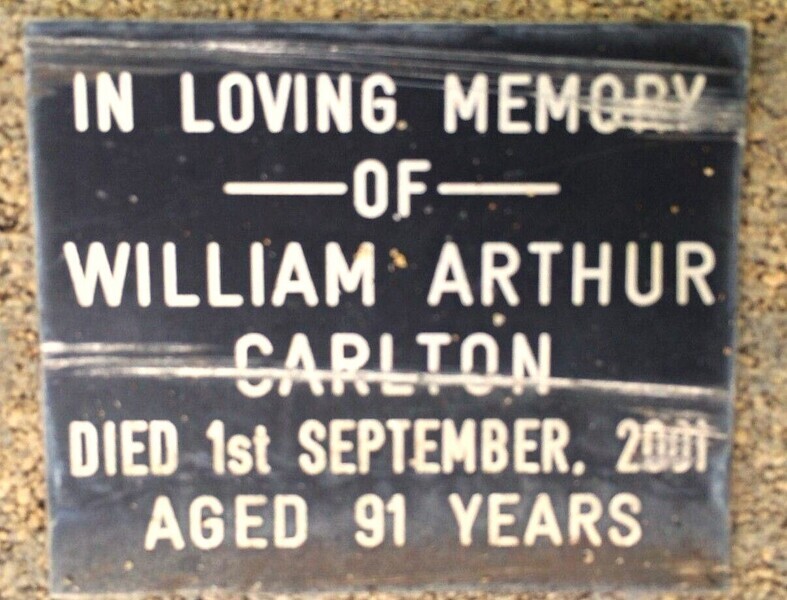 IN LOVING MEMORY
OF
WILLIAM ARTHUR
CARLTON
DIED 1st SEPTEMBER, 2001
AGED 91 YEARS